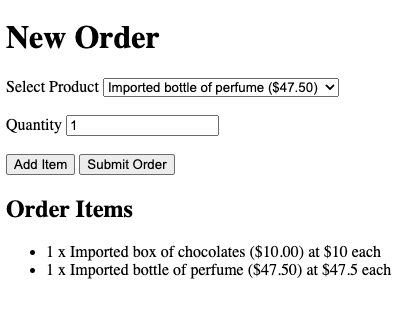 New Order
Select Product Imported bottle of perfume ($47.50)
Quantity 1
Add Item Submit Order
Order Items
• 1 x Imported box of chocolates ($10.00) at $10 each
• 1 x Imported bottle of perfume ($47.50) at $47.5 each